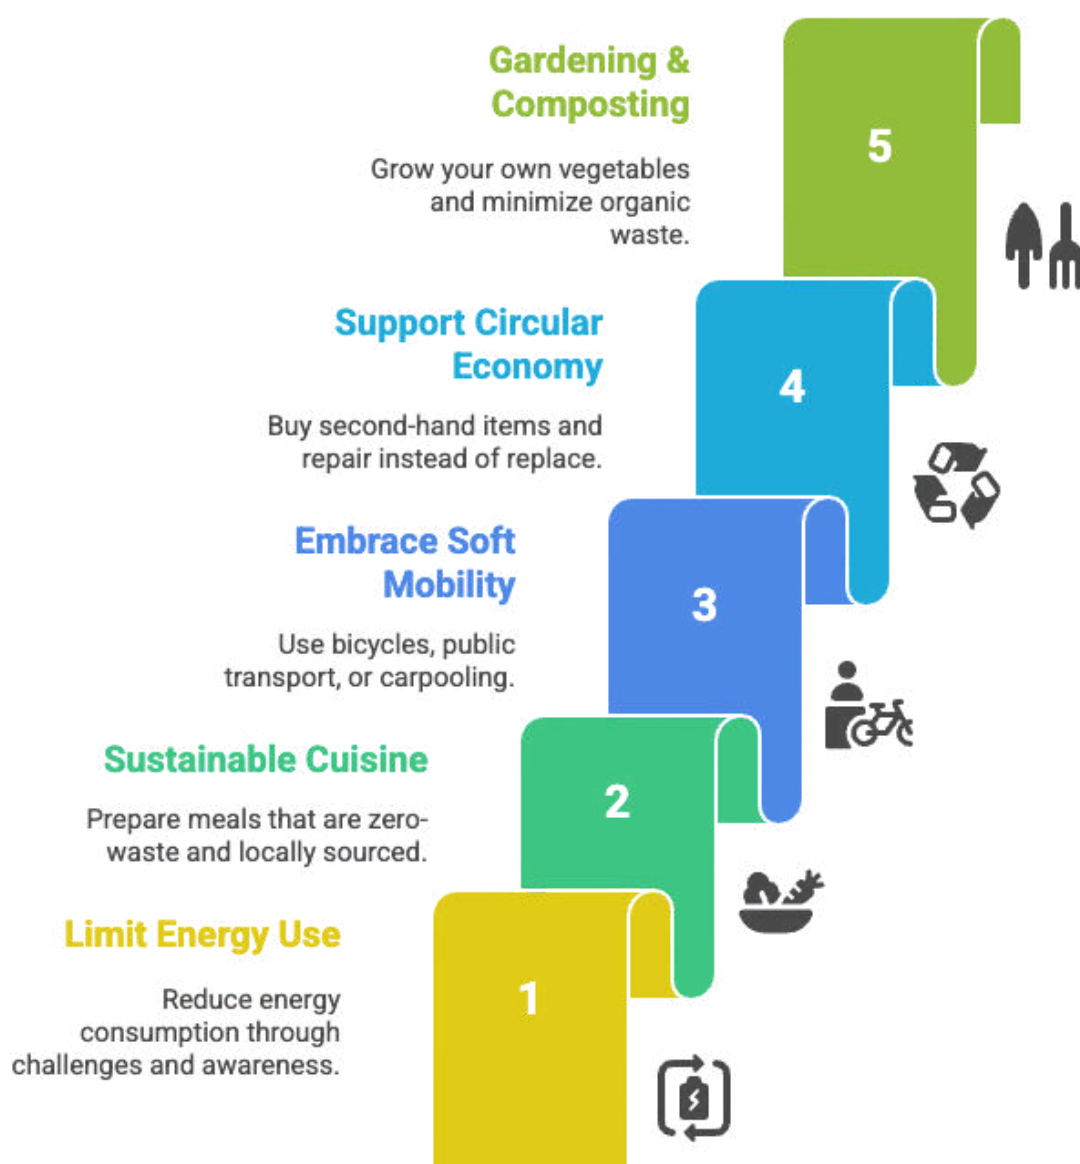 Gardening &
Composting
5
Grow your own vegetables
and minimize organic
waste.
Support Circular
Economy
4
Buy second-hand items and
repair instead of replace.
Embrace Soft
Mobility
3
Use bicycles, public
transport, or carpooling.
Sustainable Cuisine
2
Prepare meals that are zero-
waste and locally sourced.
Limit Energy Use
1
Reduce energy
consumption through
challenges and awareness.